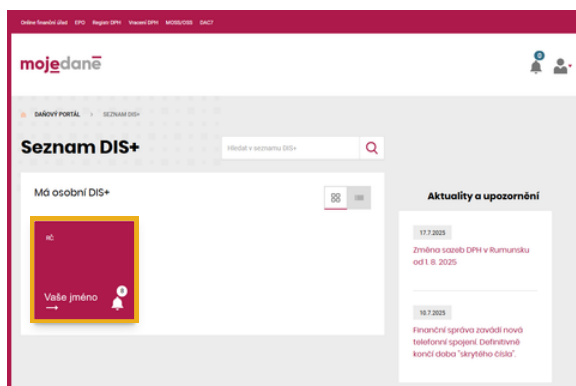 Online finanční úřad EPO Registr DPH Vracení DPH MOSS/OSS DAC7
mojedaně
0
DAŇOVÝ PORTÁL > SEZNAM DIS+
Seznam DIS+
Hledat v seznamu DIS+
Má osobní DIS+
RČ
Vaše jméno
8
Aktuality a upozornění
17.7.2025
Změna sazeb DPH v Rumunsku
od 1. 8. 2025
10.7.2025
Finanční správa zavádí nová
telefonní spojení. Definitivně
končí doba "skrytého čísla".